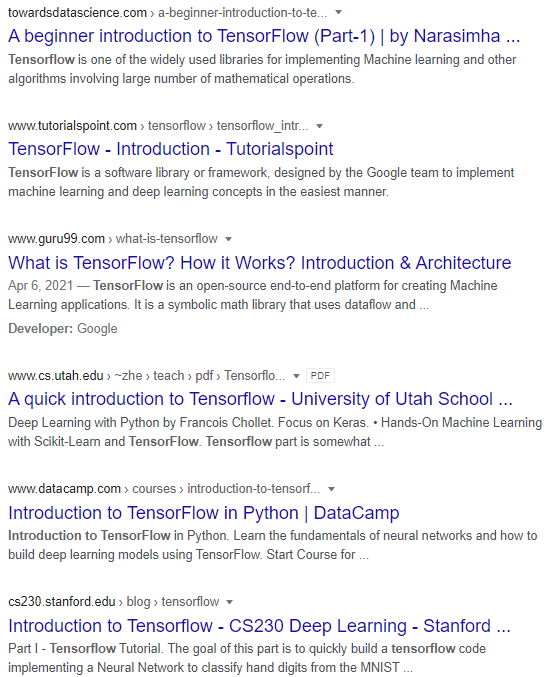 towardsdatascience.com › a-beginner-introduction-to-te...
A beginner introduction to TensorFlow (Part-1) | by Narasimha ...
Tensorflow is one of the widely used libraries for implementing Machine learning and other
algorithms involving large number of mathematical operations.
www.tutorialspoint.com › tensorflow › tensorflow_intr...
TensorFlow - Introduction - Tutorialspoint
TensorFlow is a software library or framework, designed by the Google team to implement
machine learning and deep learning concepts in the easiest manner.
www.guru99.com › what-is-tensorflow
What is TensorFlow? How it Works? Introduction & Architecture
Apr 6, 2021 — TensorFlow is an open-source end-to-end platform for creating Machine
Learning applications. It is a symbolic math library that uses dataflow and ...
Developer: Google
www.cs.utah.edu › ~zhe › teach › pdf › Tensorflo... PDF
A quick introduction to Tensorflow - University of Utah School ...
Deep Learning with Python by Francois Chollet. Focus on Keras. • Hands-On Machine Learning
with Scikit-Learn and TensorFlow. Tensorflow part is somewhat ...
www.datacamp.com › courses › introduction-to-tensorf...
Introduction to TensorFlow in Python | DataCamp
Introduction to TensorFlow in Python. Learn the fundamentals of neural networks and how to
build deep learning models using TensorFlow. Start Course for ...
cs230.stanford.edu › blog › tensorflow
Introduction to Tensorflow - CS230 Deep Learning - Stanford ...
Part I - Tensorflow Tutorial. The goal of this part is to quickly build a tensorflow code
implementing a Neural Network to classify hand digits from the MNIST ...